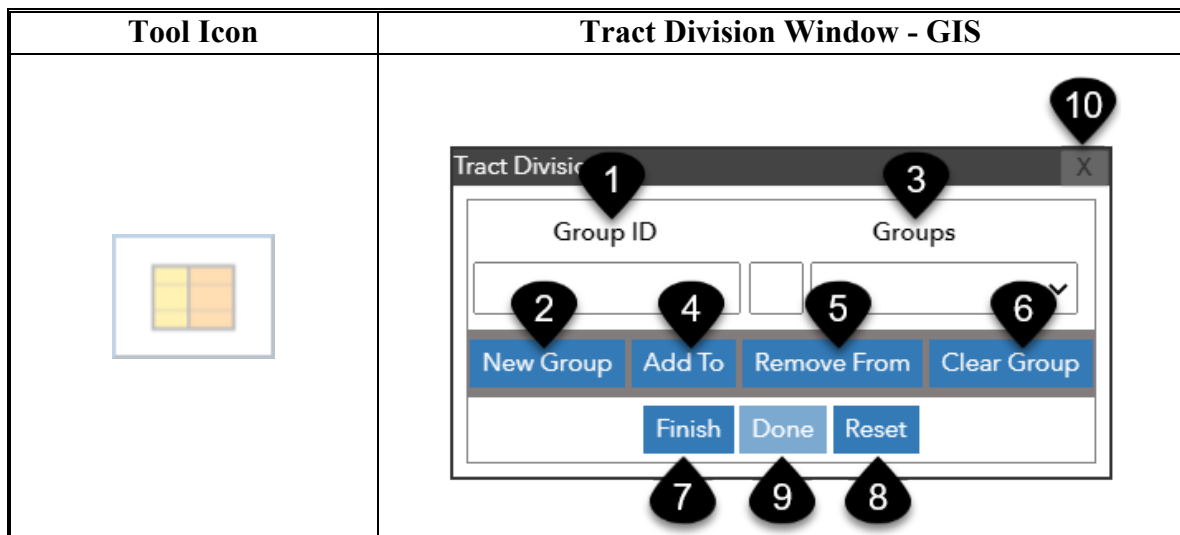 Tool Icon
Tract Division Window - GIS
10
Tract Divisio
X
1
3
Group ID
Groups
2
4
5
6
New Group
Add To
Remove From
Clear Group
Finish
Done
Reset
7
9
8